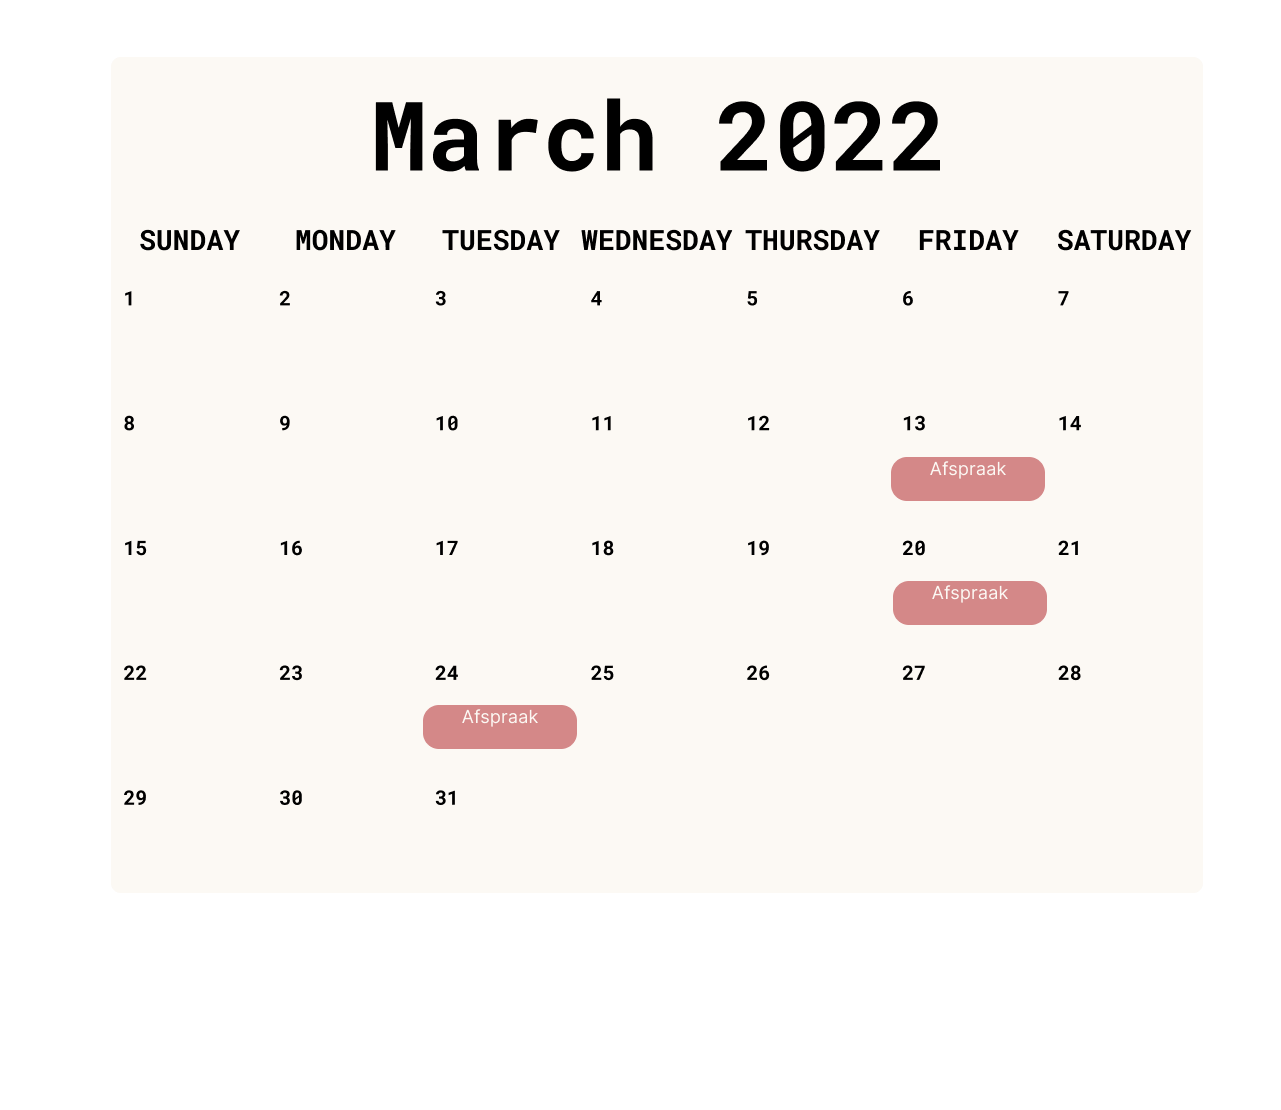 March 2022
SUNDAY MONDAY TUESDAY WEDNESDAY THURSDAY FRIDAY SATURDAY
1 2 3 4 5 6 7
8 9 10 11 12 13 14
Afspraak
15 16 17 18 19 20 21
Afspraak
22 23 24 25 26 27 28
Afspraak
29 30 31